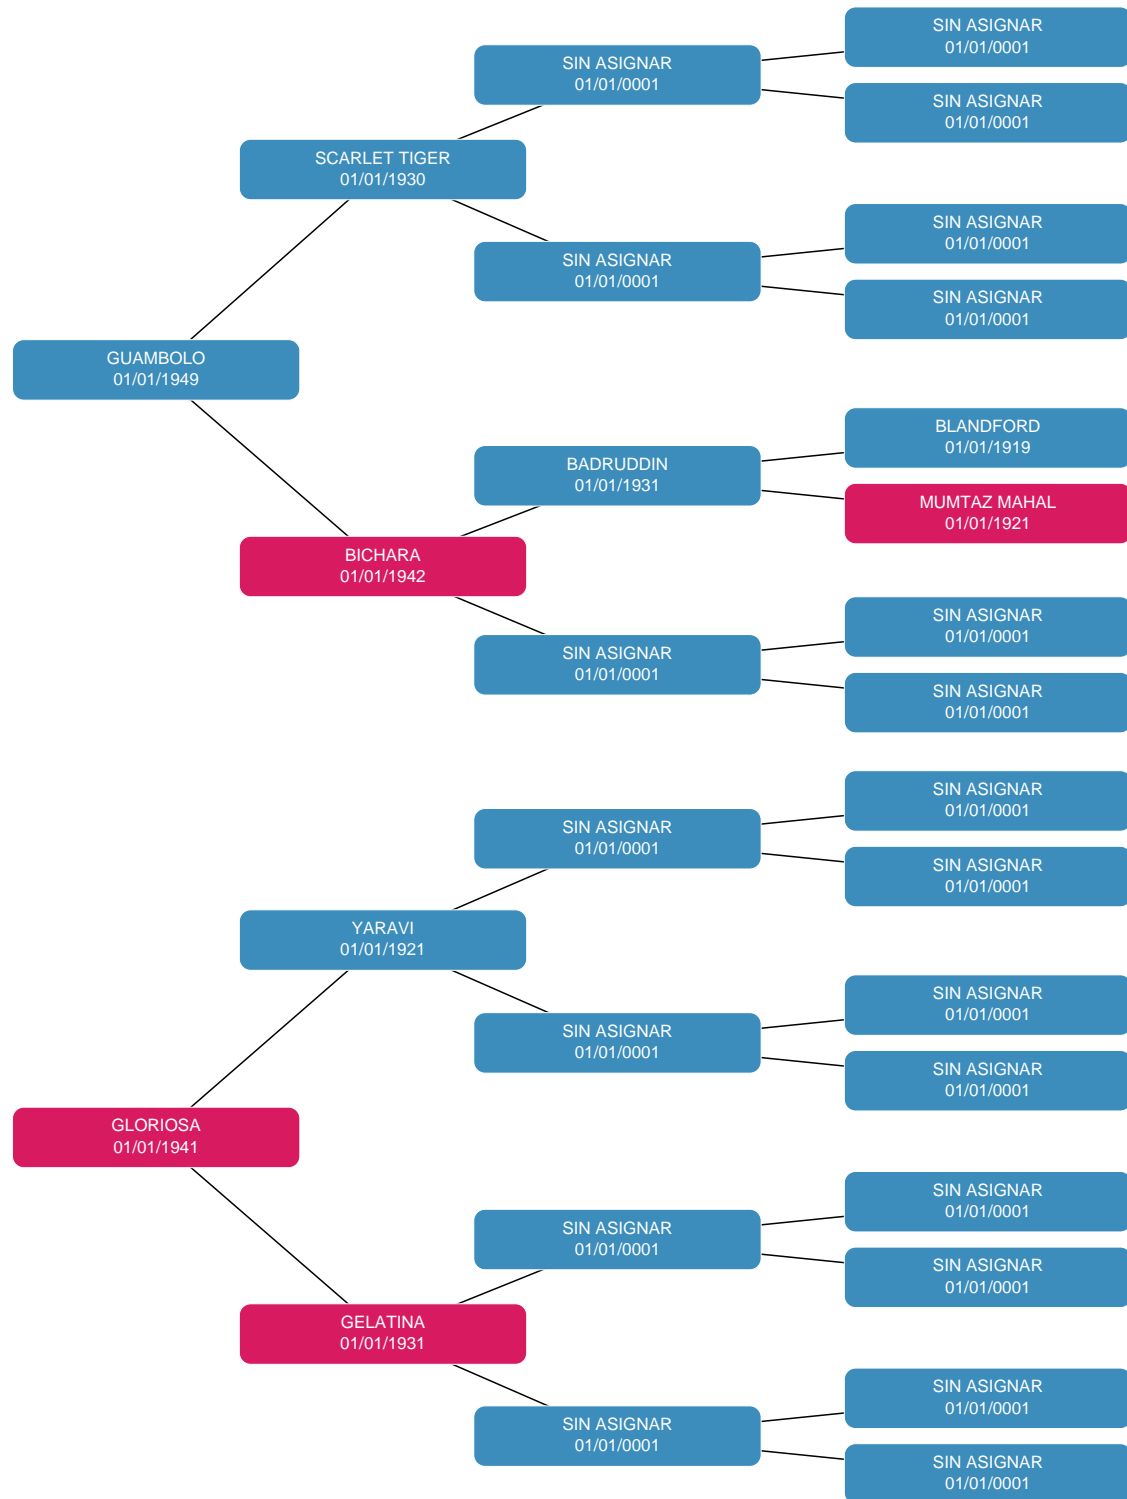 SIN ASIGNAR
01/01/0001
SIN ASIGNAR
01/01/0001
SIN ASIGNAR
01/01/0001
SCARLET TIGER
01/01/1930
SIN ASIGNAR
01/01/0001
SIN ASIGNAR
01/01/0001
SIN ASIGNAR
01/01/0001
GUAMBOLO
01/01/1949
BLANDFORD
01/01/1919
BADRUDDIN
01/01/1931
MUMTAZ MAHAL
01/01/1921
BICHARA
01/01/1942
SIN ASIGNAR
01/01/0001
SIN ASIGNAR
01/01/0001
SIN ASIGNAR
01/01/0001
SIN ASIGNAR
01/01/0001
SIN ASIGNAR
01/01/0001
SIN ASIGNAR
01/01/0001
YARAVI
01/01/1921
SIN ASIGNAR
01/01/0001
SIN ASIGNAR
01/01/0001
SIN ASIGNAR
01/01/0001
GLORIOSA
01/01/1941
SIN ASIGNAR
01/01/0001
SIN ASIGNAR
01/01/0001
SIN ASIGNAR
01/01/0001
GELATINA
01/01/1931
SIN ASIGNAR
01/01/0001
SIN ASIGNAR
01/01/0001
SIN ASIGNAR
01/01/0001